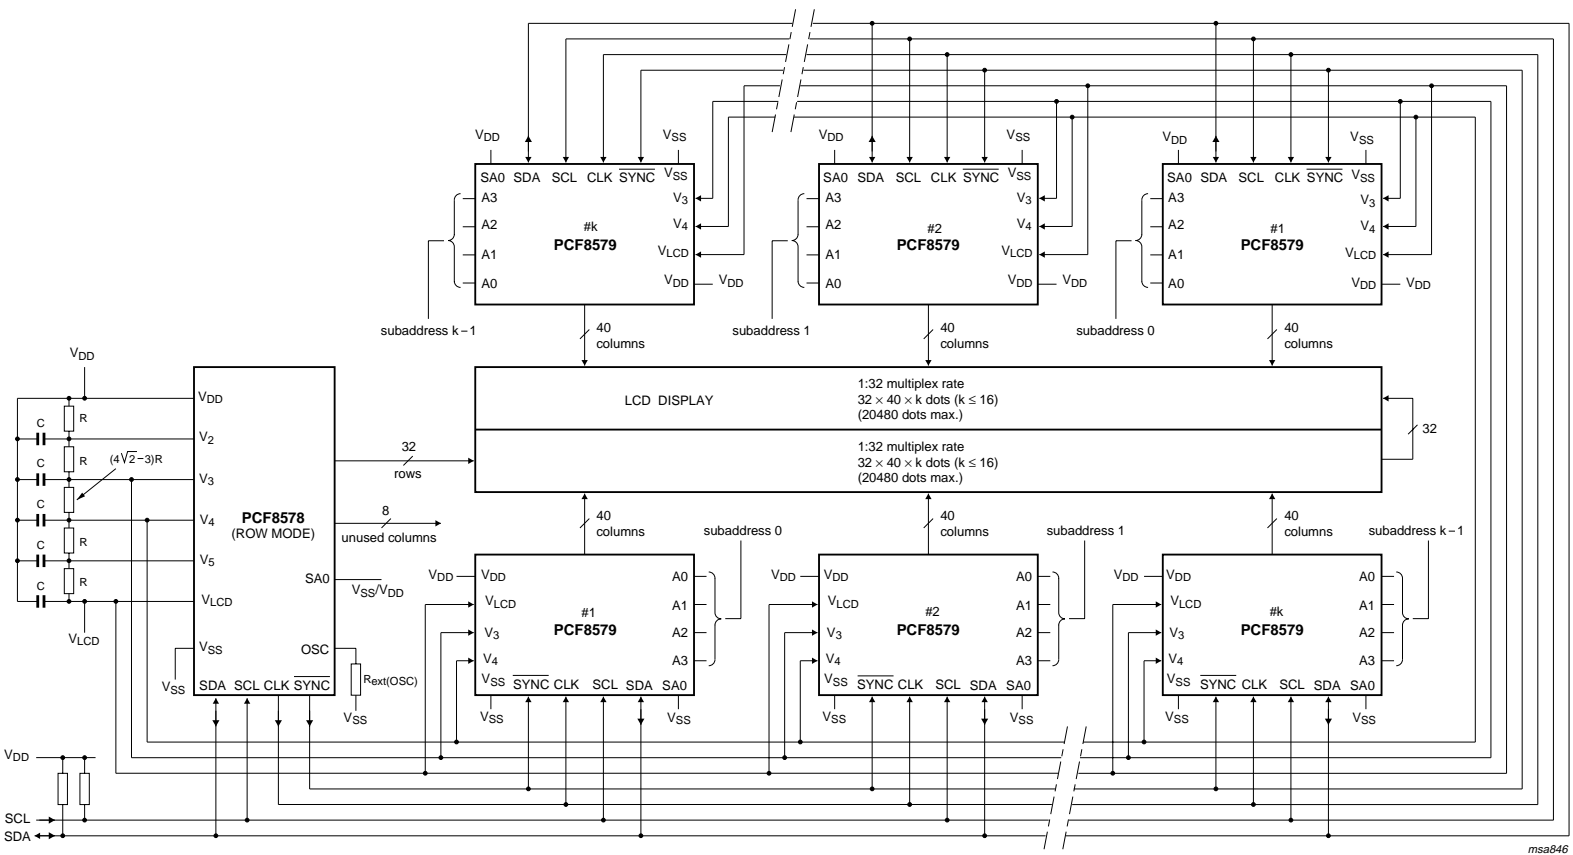 VDD VSS VDD VSS VDD VSS
SA0 SDA SCL CLK SYNC VSS
A3 V3
A2 #k V4
PCF8579
A1 VLCD
A0 VDD VDD
subaddress k−1
40
columns
SA0 SDA SCL CLK SYNC VSS
A3 V3
A2 #2 V4
PCF8579
A1 VLCD
A0 VDD VDD
subaddress 1
40
columns
SA0 SDA SCL CLK SYNC VSS
A3 V3
A2 #1 V4
PCF8579
A1 VLCD
A0 VDD VDD
subaddress 0
40
columns
VDD
C R
C R
(4√2−3)R
C
C R
C R
VLCD
VDD
V2
V3
V4
V5
VLCD
VSS
VSS
PCF8578
(ROW MODE)
SA0
VSS/VDD
OSC
Rext(OSC)
VSS
SDA SCL CLK SYNC
32
rows
8
unused columns
LCD DISPLAY
1:32 multiplex rate
32 × 40 × k dots (k ≤ 16)
(20480 dots max.)
1:32 multiplex rate
32 × 40 × k dots (k ≤ 16)
(20480 dots max.)
32
40
columns
subaddress 0
VDD VDD A0
VLCD A1
#1
PCF8579
V3 A2
V4 A3
VSS SYNC CLK SCL SDA SA0
VSS VSS
40
columns
subaddress 1
VDD VDD A0
VLCD A1
#2
PCF8579
V3 A2
V4 A3
VSS SYNC CLK SCL SDA SA0
VSS VSS
40
columns
subaddress k−1
VDD VDD A0
VLCD A1
#k
PCF8579
V3 A2
V4 A3
VSS SYNC CLK SCL SDA SA0
VSS VSS
VDD
SCL
SDA
msa846